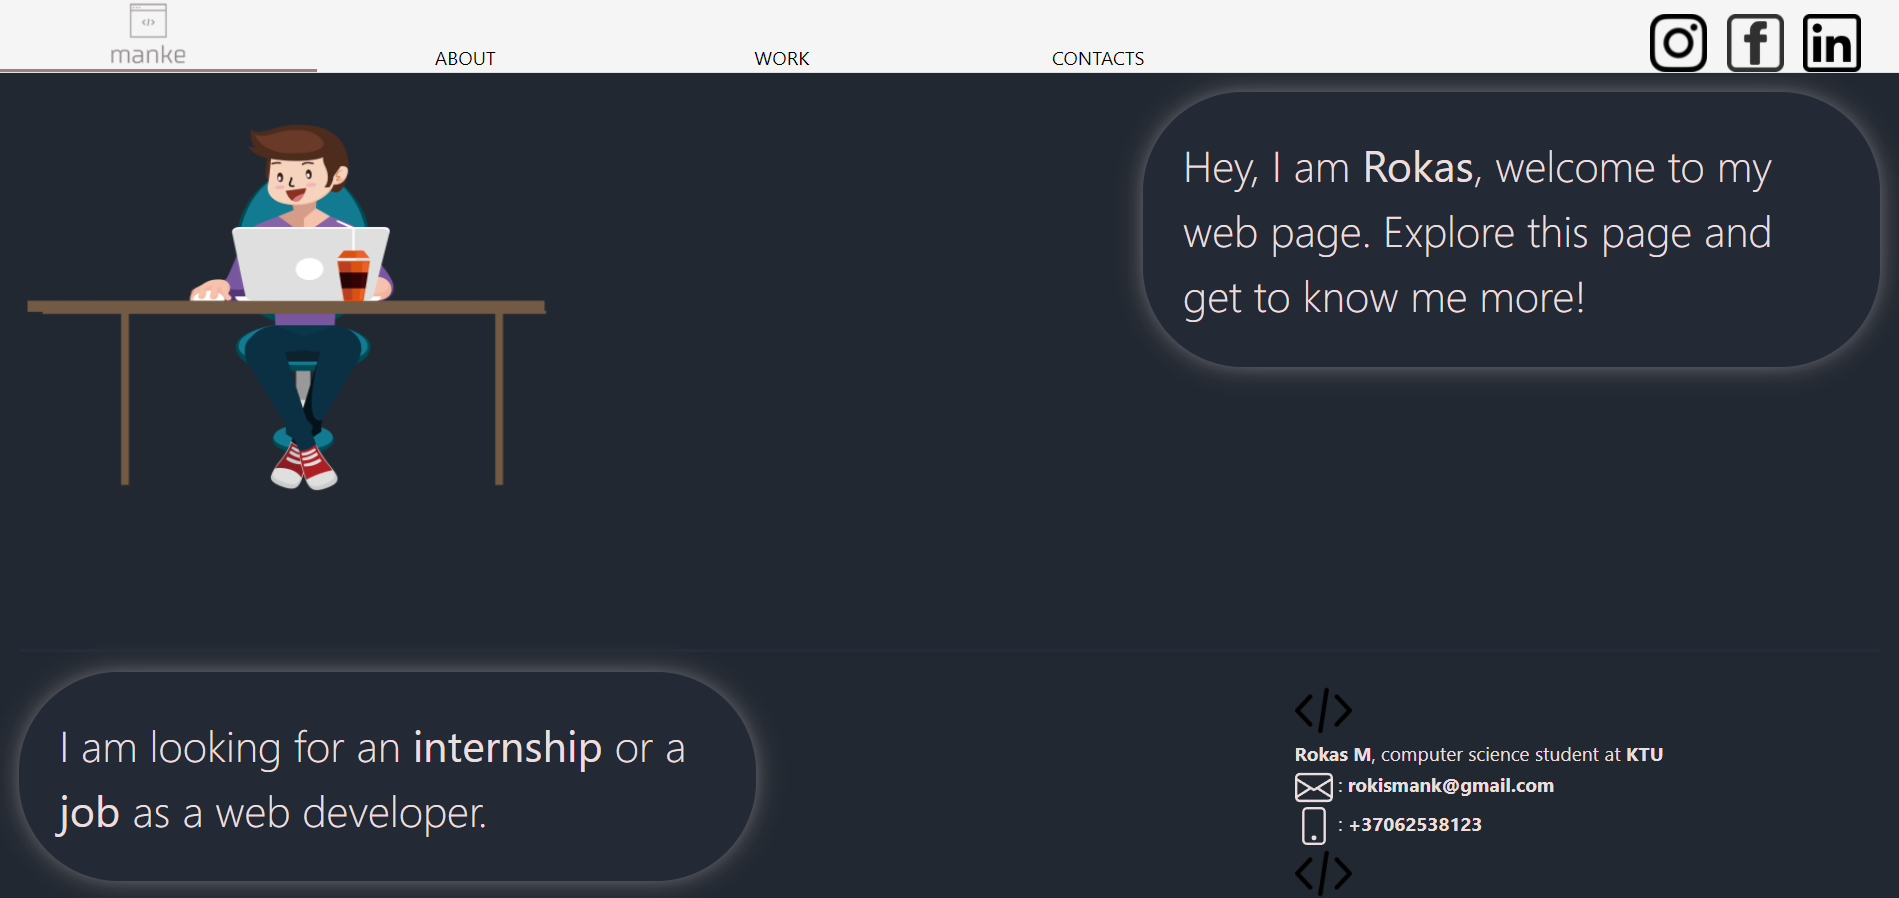 </>
manke
ABOUT
WORK
CONTACTS
f
in
Hey, I am Rokas, welcome to my
web page. Explore this page and
get to know me more!
I am looking for an internship or a
job as a web developer.
</>
Rokas M, computer science student at KTU
: rokismank@gmail.com
: +37062538123
</>